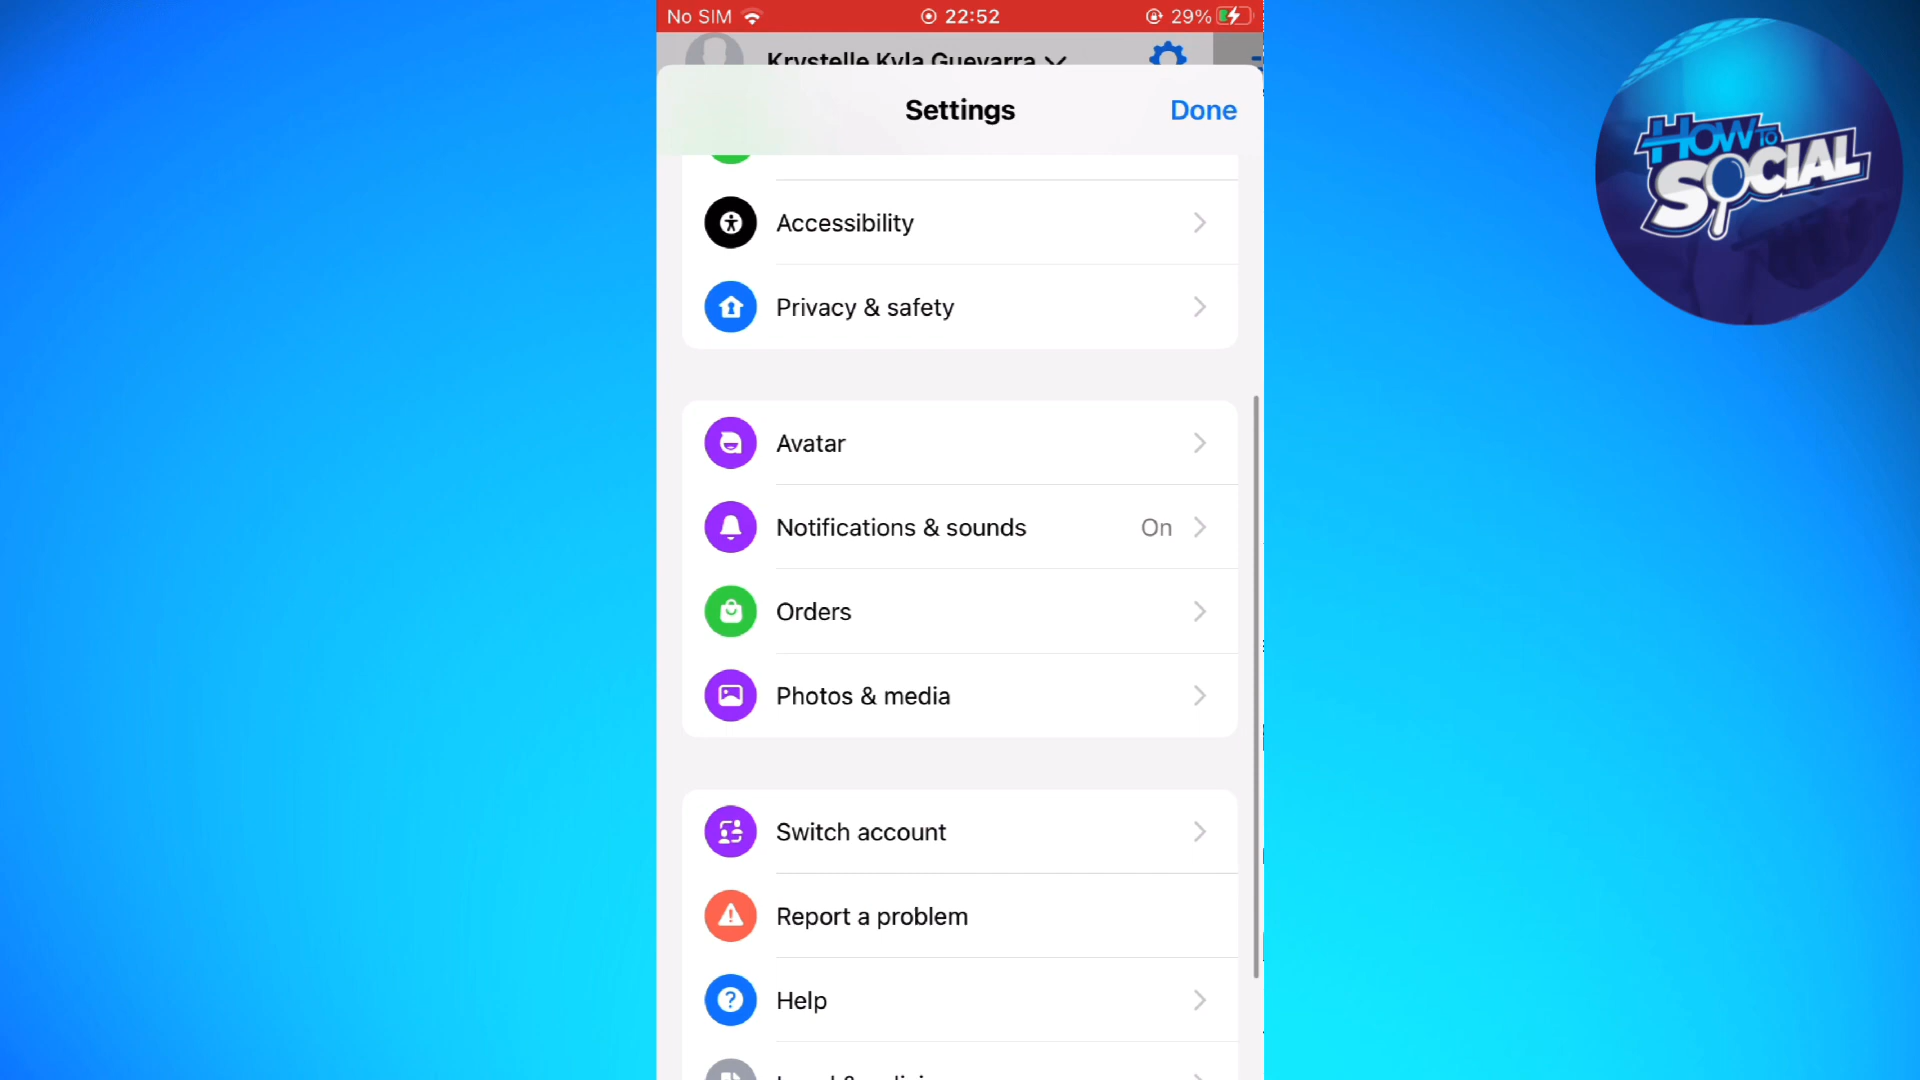 No SIM
22:52
29%
Krystelle Kyla Guevarra
Settings
Done
Accessibility
Privacy & safety
Avatar
Notifications & sounds On
Orders
Photos & media
Switch account
Report a problem
Help
HOW TO
SOCIAL